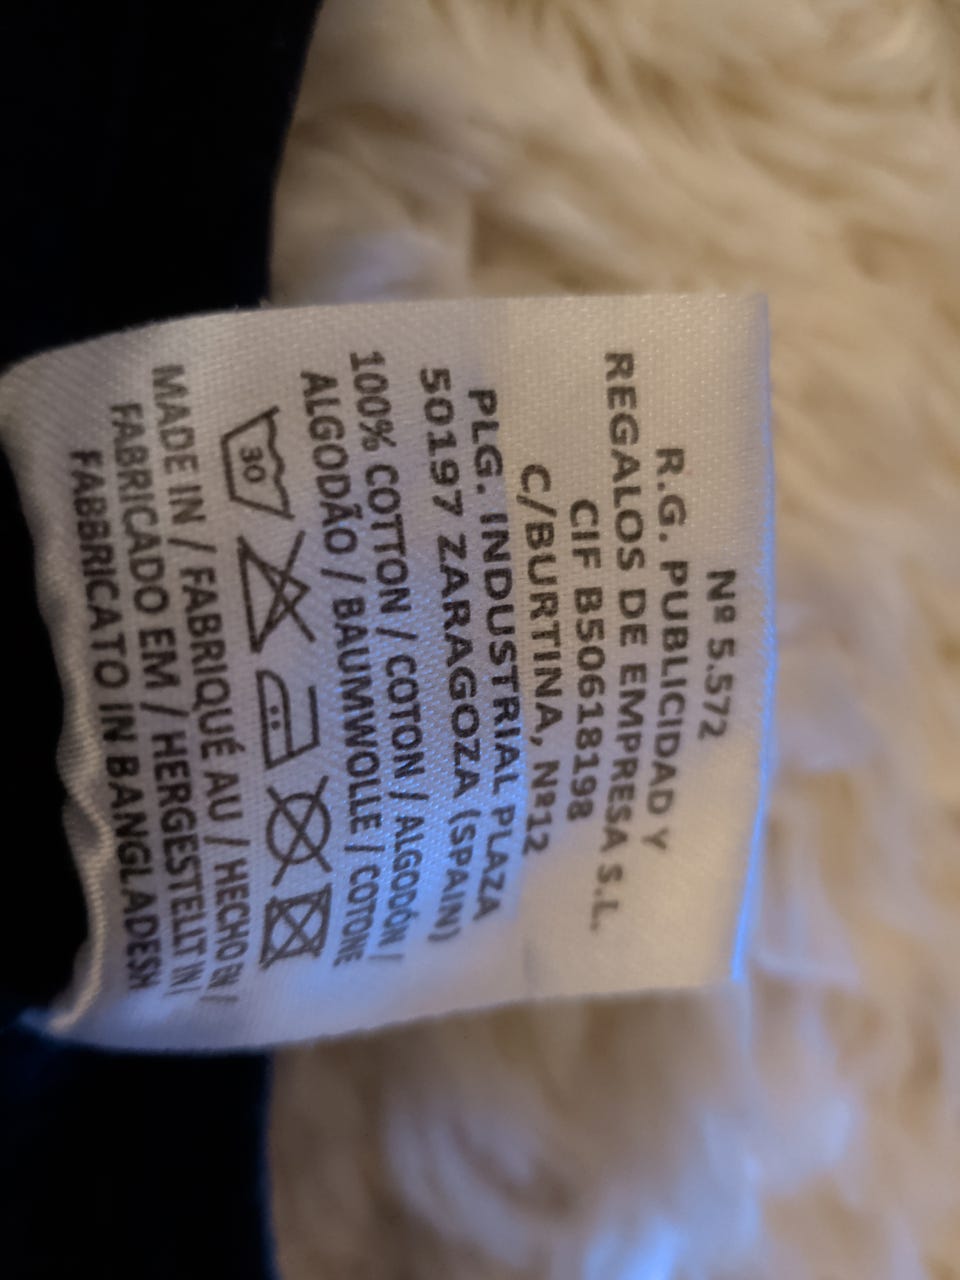 Nº 5.572
R.G. PUBLICIDAD Y
REGALOS DE EMPRESA S.L.
CIF B50618198
C/BURTINA, Nº12
PLG. INDUSTRIAL PLAZA
50197 ZARAGOZA (SPAIN)
100% COTTON / COTON / ALGODÓN /
ALGODÃO / BAUMWOLLE / COTONE
30
MADE IN / FABRIQUÉ AU / HECHO EN /
FABRICADO EM / HERGESTELLT IN /
FABBRICATO IN BANGLADESH